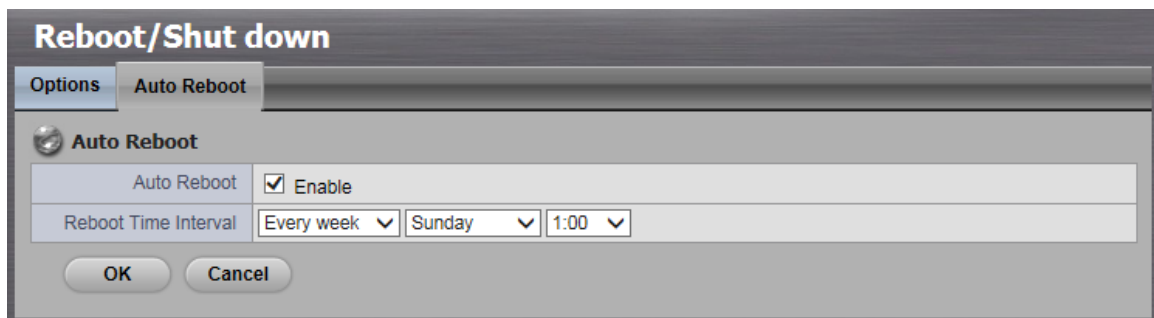 Reboot/Shut down
Options Auto Reboot
Auto Reboot
Auto Reboot Enable
Reboot Time Interval Every week Sunday 1:00
OK Cancel